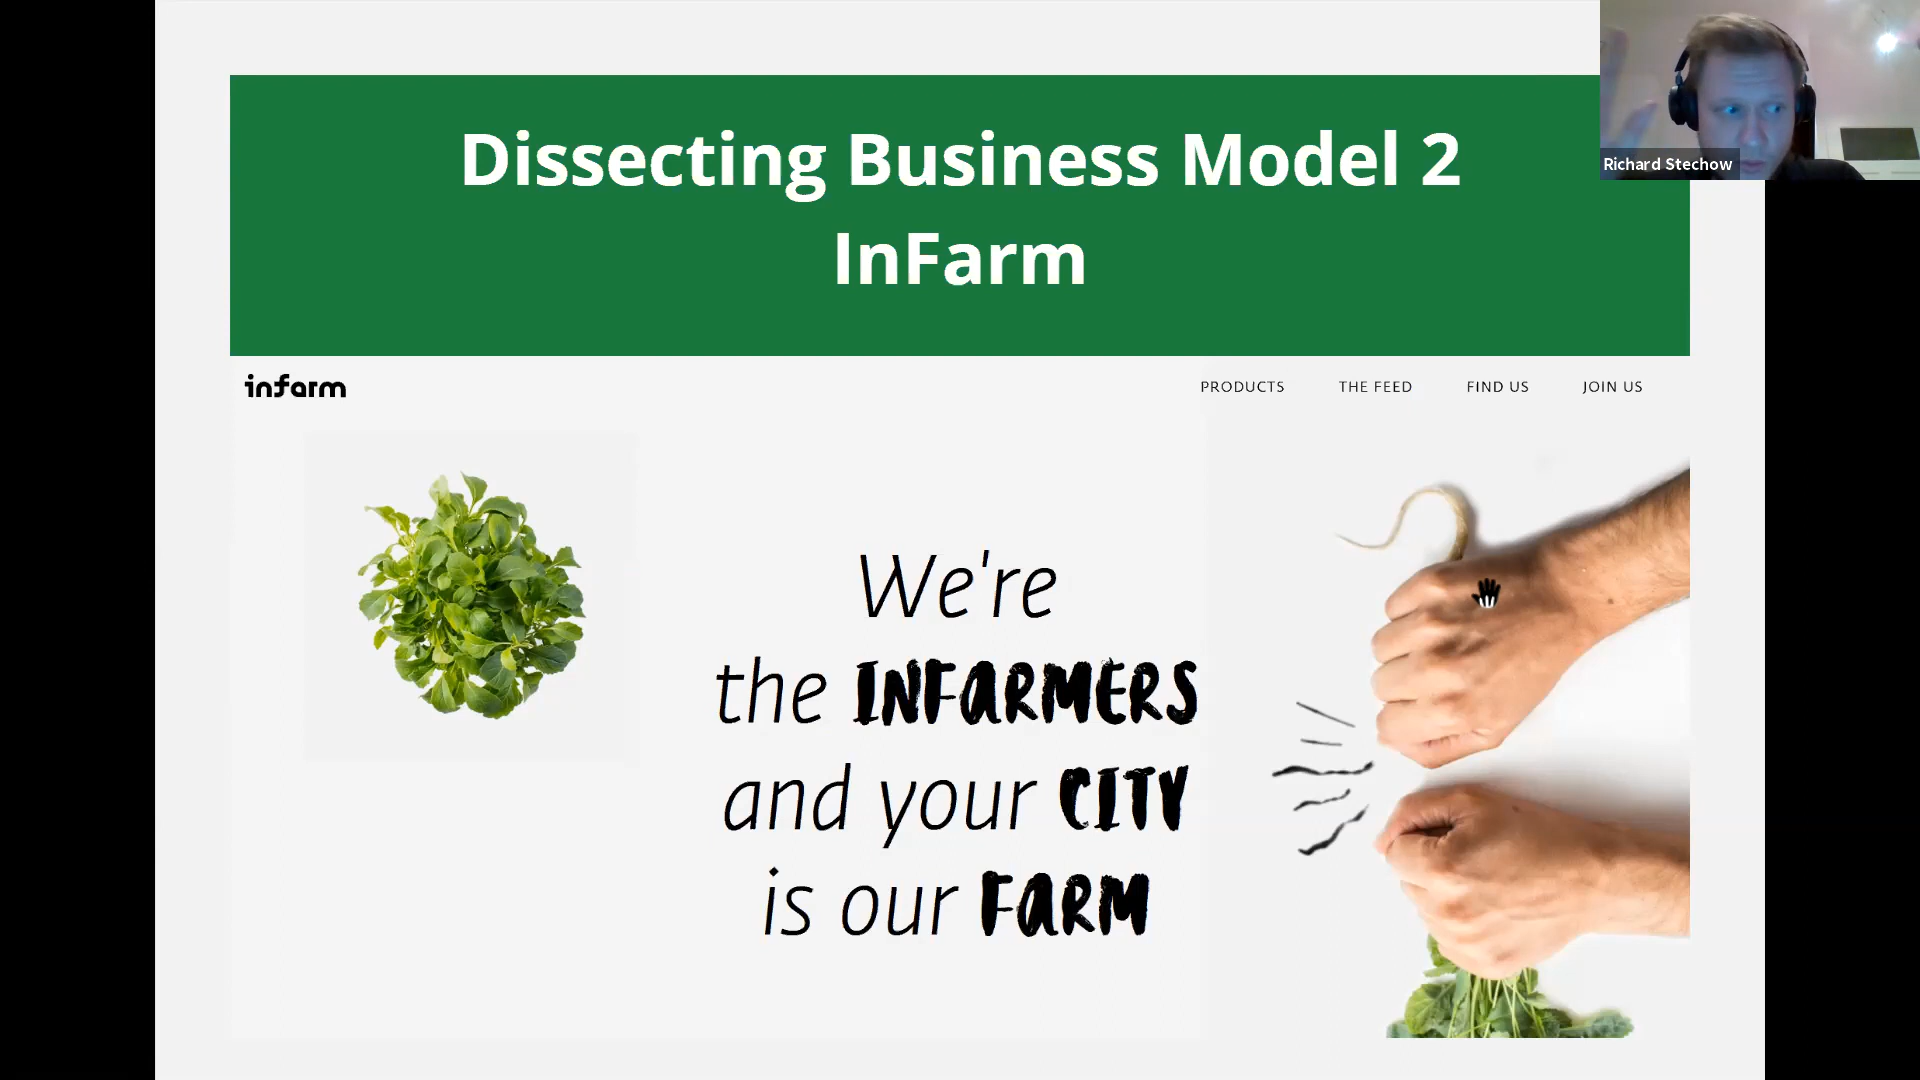 Dissecting Business Model 2
InFarm
Richard Stechow
infarm
PRODUCTS THE FEED FIND US JOIN US
We're
the INFARMERS
and your CITY
is our FARM